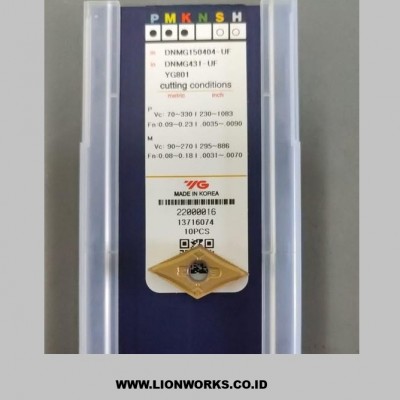 P M K N S H
DNMG150404-UF
DNMG431-UF
YG801
cutting conditions
metric inch
P
Vc: 70-330 | 230-1083
Fn:0.09-0.23 | .0035-.0090
M
Vc: 90-270 | 295-886
Fn:0.08-0.18 | .0031-.0070
YG
MADE IN KOREA
22000016
13716074
10PCS
WWW.LIONWORKS.CO.ID